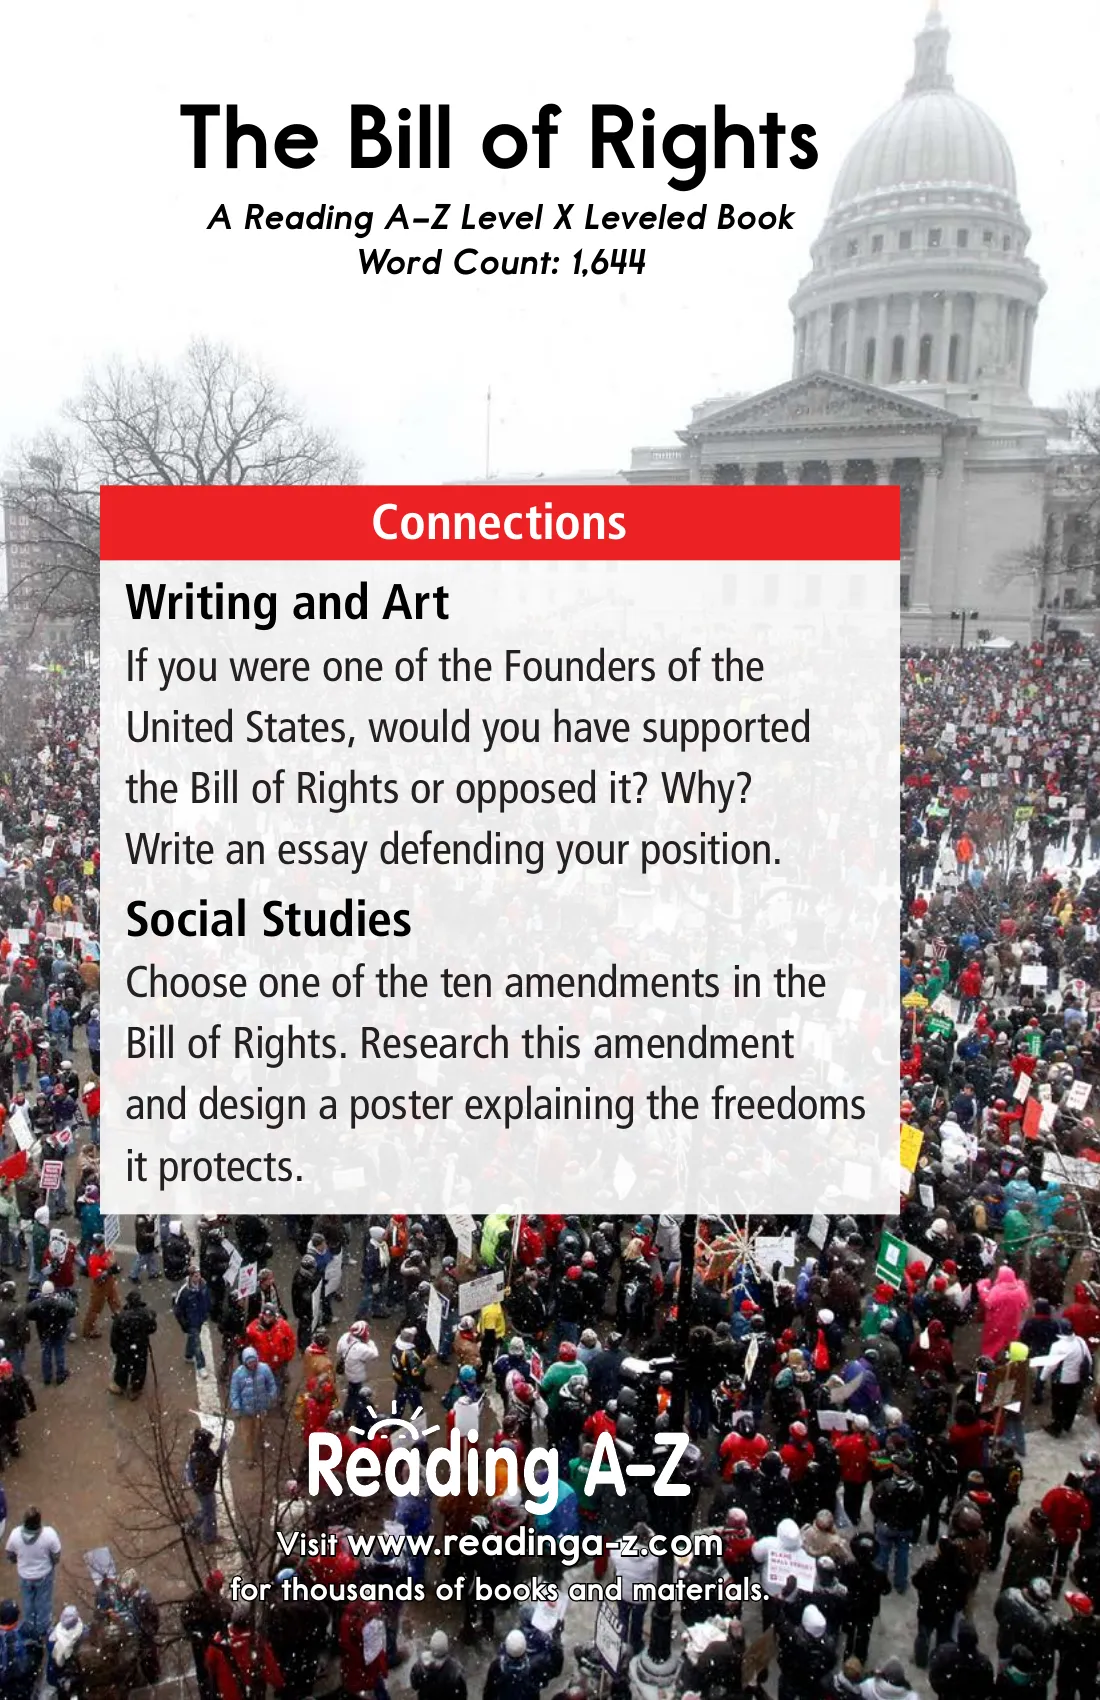 The Bill of Rights
A Reading A–Z Level X Leveled Book
Word Count: 1,644
Connections
Writing and Art
If you were one of the Founders of the
United States, would you have supported
the Bill of Rights or opposed it? Why?
Write an essay defending your position.
Social Studies
Choose one of the ten amendments in the
Bill of Rights. Research this amendment
and design a poster explaining the freedoms
it protects.
Reading A–Z
Visit www.readinga-z.com
for thousands of books and materials.